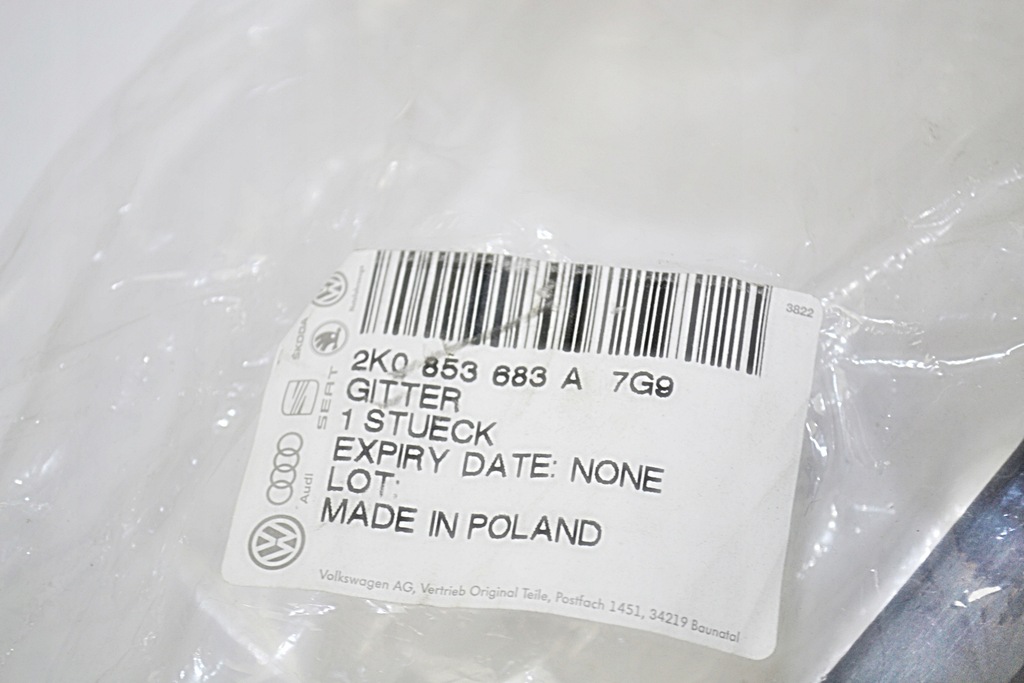 3822
2K0 853 683 A 7G9
GITTER
1 STUECK
EXPIRY DATE: NONE
LOT:
MADE IN POLAND
Volkswagen AG, Vertrieb Original Teile, Postfach 1451, 34219 Baunatal
ŠKODA
SEAT
Audi